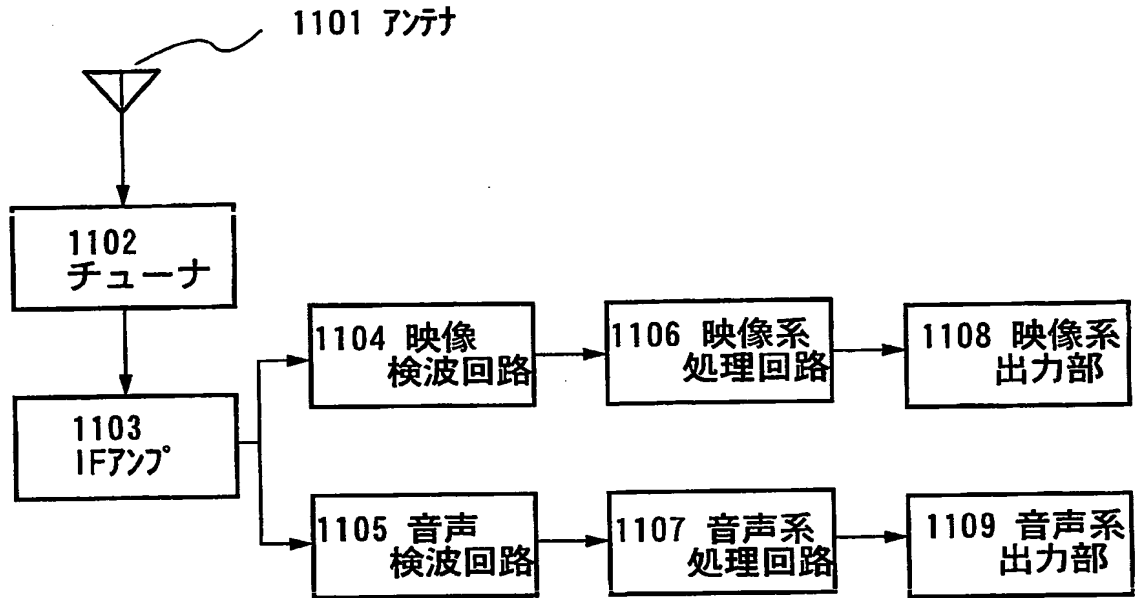 1101 アンテナ
1102
チューナ
1103
IFアンプ
1104 映像
検波回路
1106 映像系
処理回路
1108 映像系
出力部
1105 音声
検波回路
1107 音声系
処理回路
1109 音声系
出力部